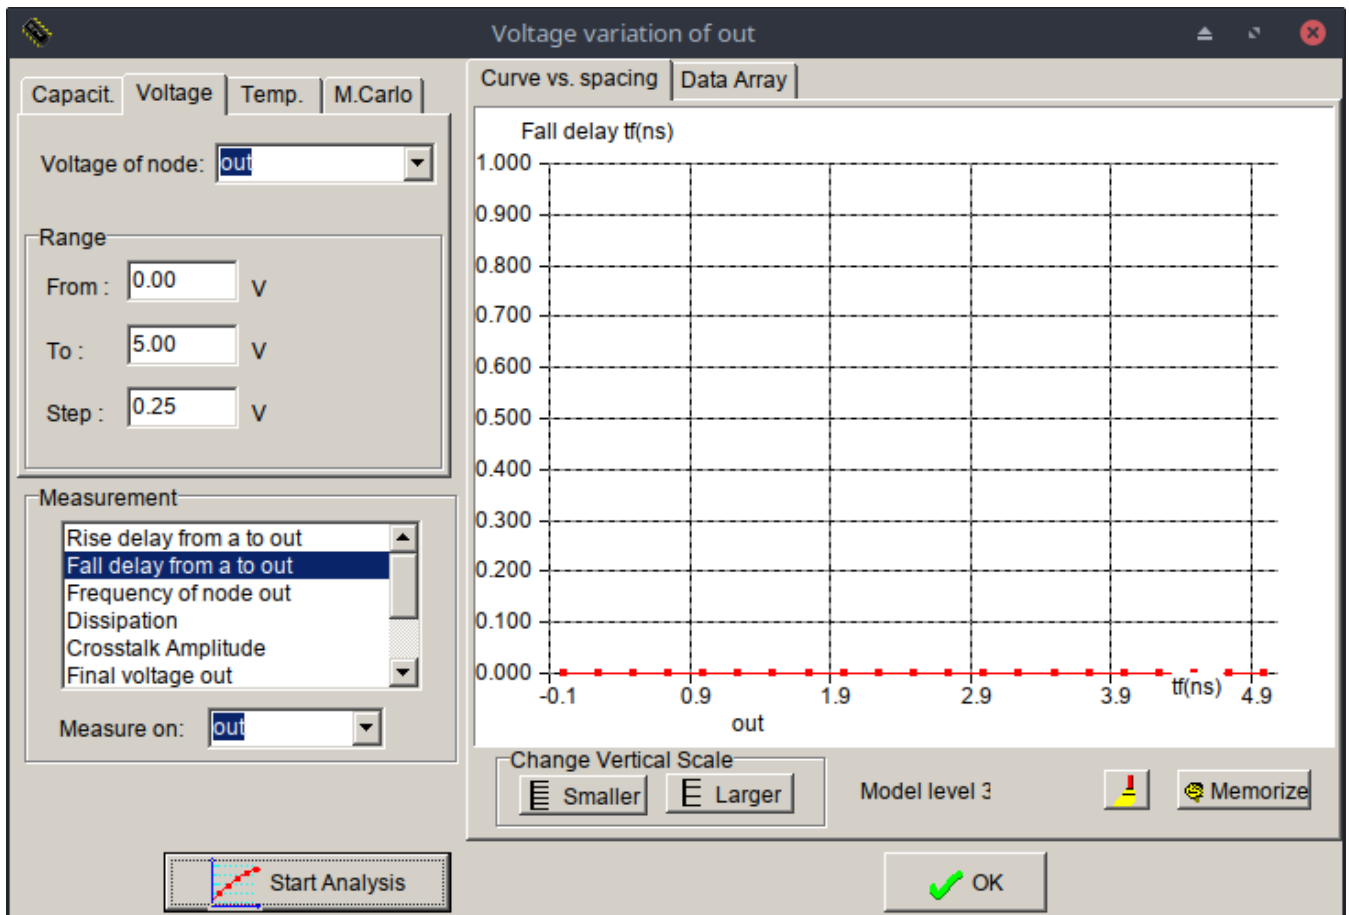 Voltage variation of out
Capacit. Voltage Temp. M.Carlo
Voltage of node: out
Range
From : 0.00 V
To : 5.00 V
Step : 0.25 V
Measurement
Rise delay from a to out
Fall delay from a to out
Frequency of node out
Dissipation
Crosstalk Amplitude
Final voltage out
Measure on: out
Start Analysis
Curve vs. spacing Data Array
Fall delay tf(ns)
1.000
0.900
0.800
0.700
0.600
0.500
0.400
0.300
0.200
0.100
0.000
-0.1 0.9 1.9 2.9 3.9 tf(ns) 4.9
out
Change Vertical Scale
Smaller Larger
Model level 3
Memorize
OK